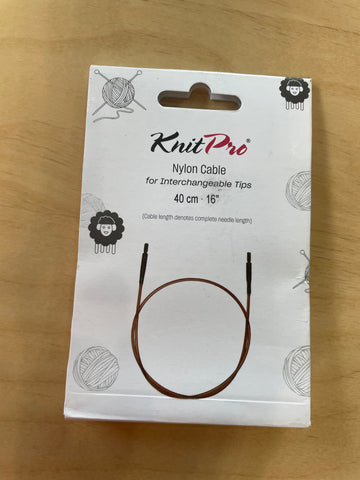 KnitPro®
Nylon Cable
for Interchangeable Tips
40 cm · 16"
(Cable length denotes complete needle length)